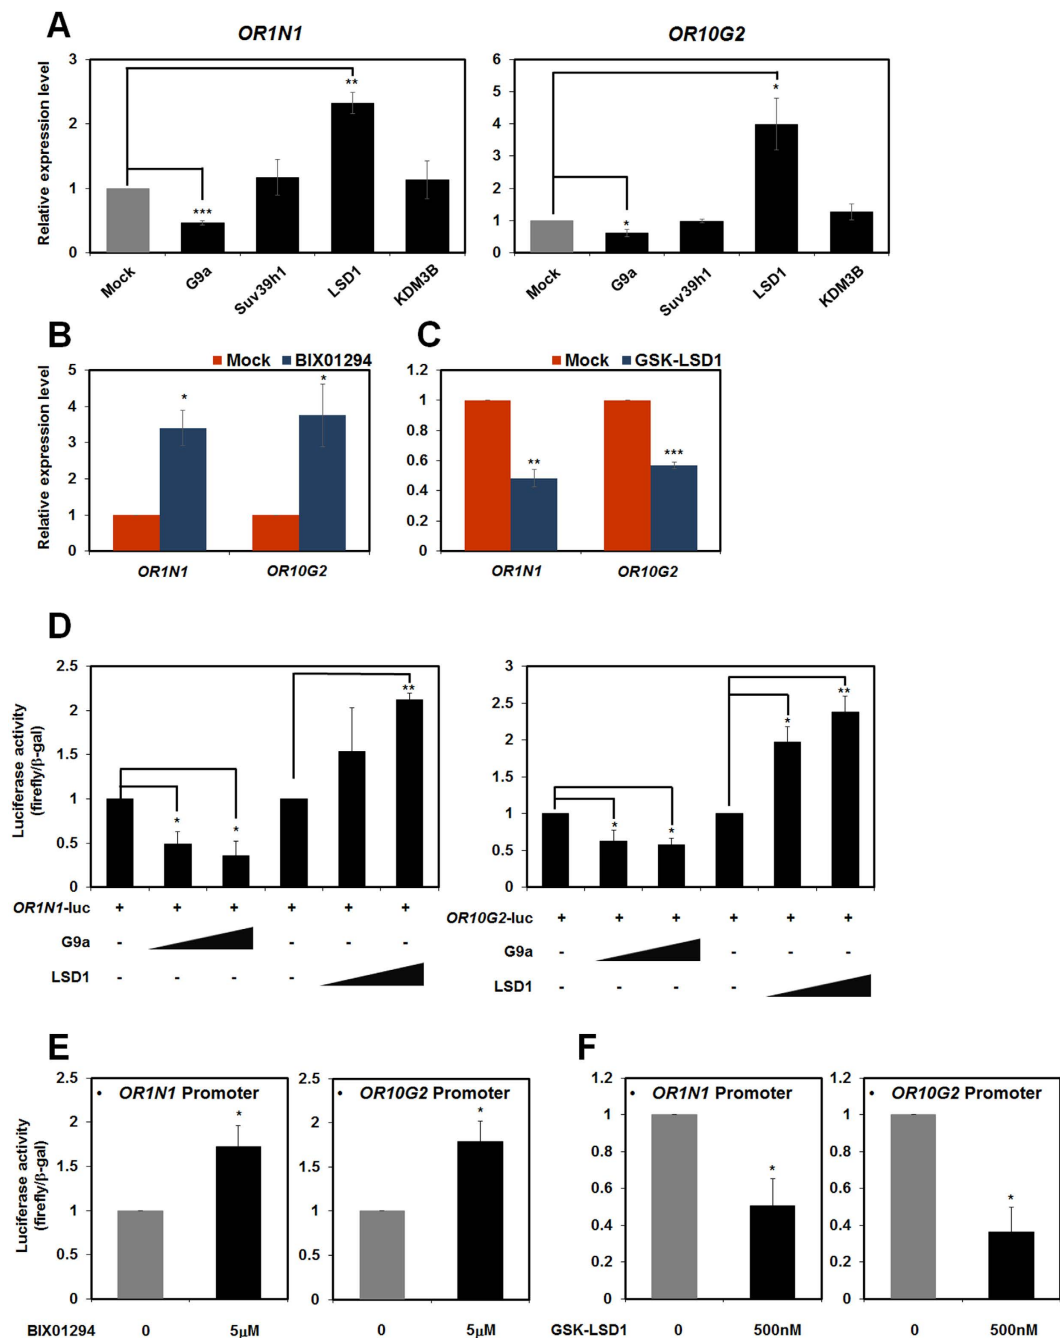 A
OR1N1
OR10G2
Relative expression level
3
2
1
0
***
**
Mock
G9a
Suv39h1
LSD1
KDM3B
6
5
4
3
2
1
0
*
*
Mock
G9a
Suv39h1
LSD1
KDM3B
B
Mock BIX01294
Relative expression level
5
4
3
2
1
0
*
*
OR1N1
OR10G2
C
Mock GSK-LSD1
1.2
1
0.8
0.6
0.4
0.2
0
**
***
OR1N1
OR10G2
D
Luciferase activity
(firefly/β-gal)
2.5
2
1.5
1
0.5
0
*
*
**
OR1N1-luc + + + + + +
G9a - - -
LSD1 - - -
3
2.5
2
1.5
1
0.5
0
*
*
*
**
OR10G2-luc + + + + + +
G9a - - -
LSD1 - - -
E
Luciferase activity
(firefly/β-gal)
2.5
2
1.5
1
0.5
0
• OR1N1 Promoter
*
2.5
2
1.5
1
0.5
0
• OR10G2 Promoter
*
BIX01294 0 5μM 0 5μM
F
1.2
1
0.8
0.6
0.4
0.2
0
• OR1N1 Promoter
*
1.2
1
0.8
0.6
0.4
0.2
0
• OR10G2 Promoter
*
GSK-LSD1 0 500nM 0 500nM